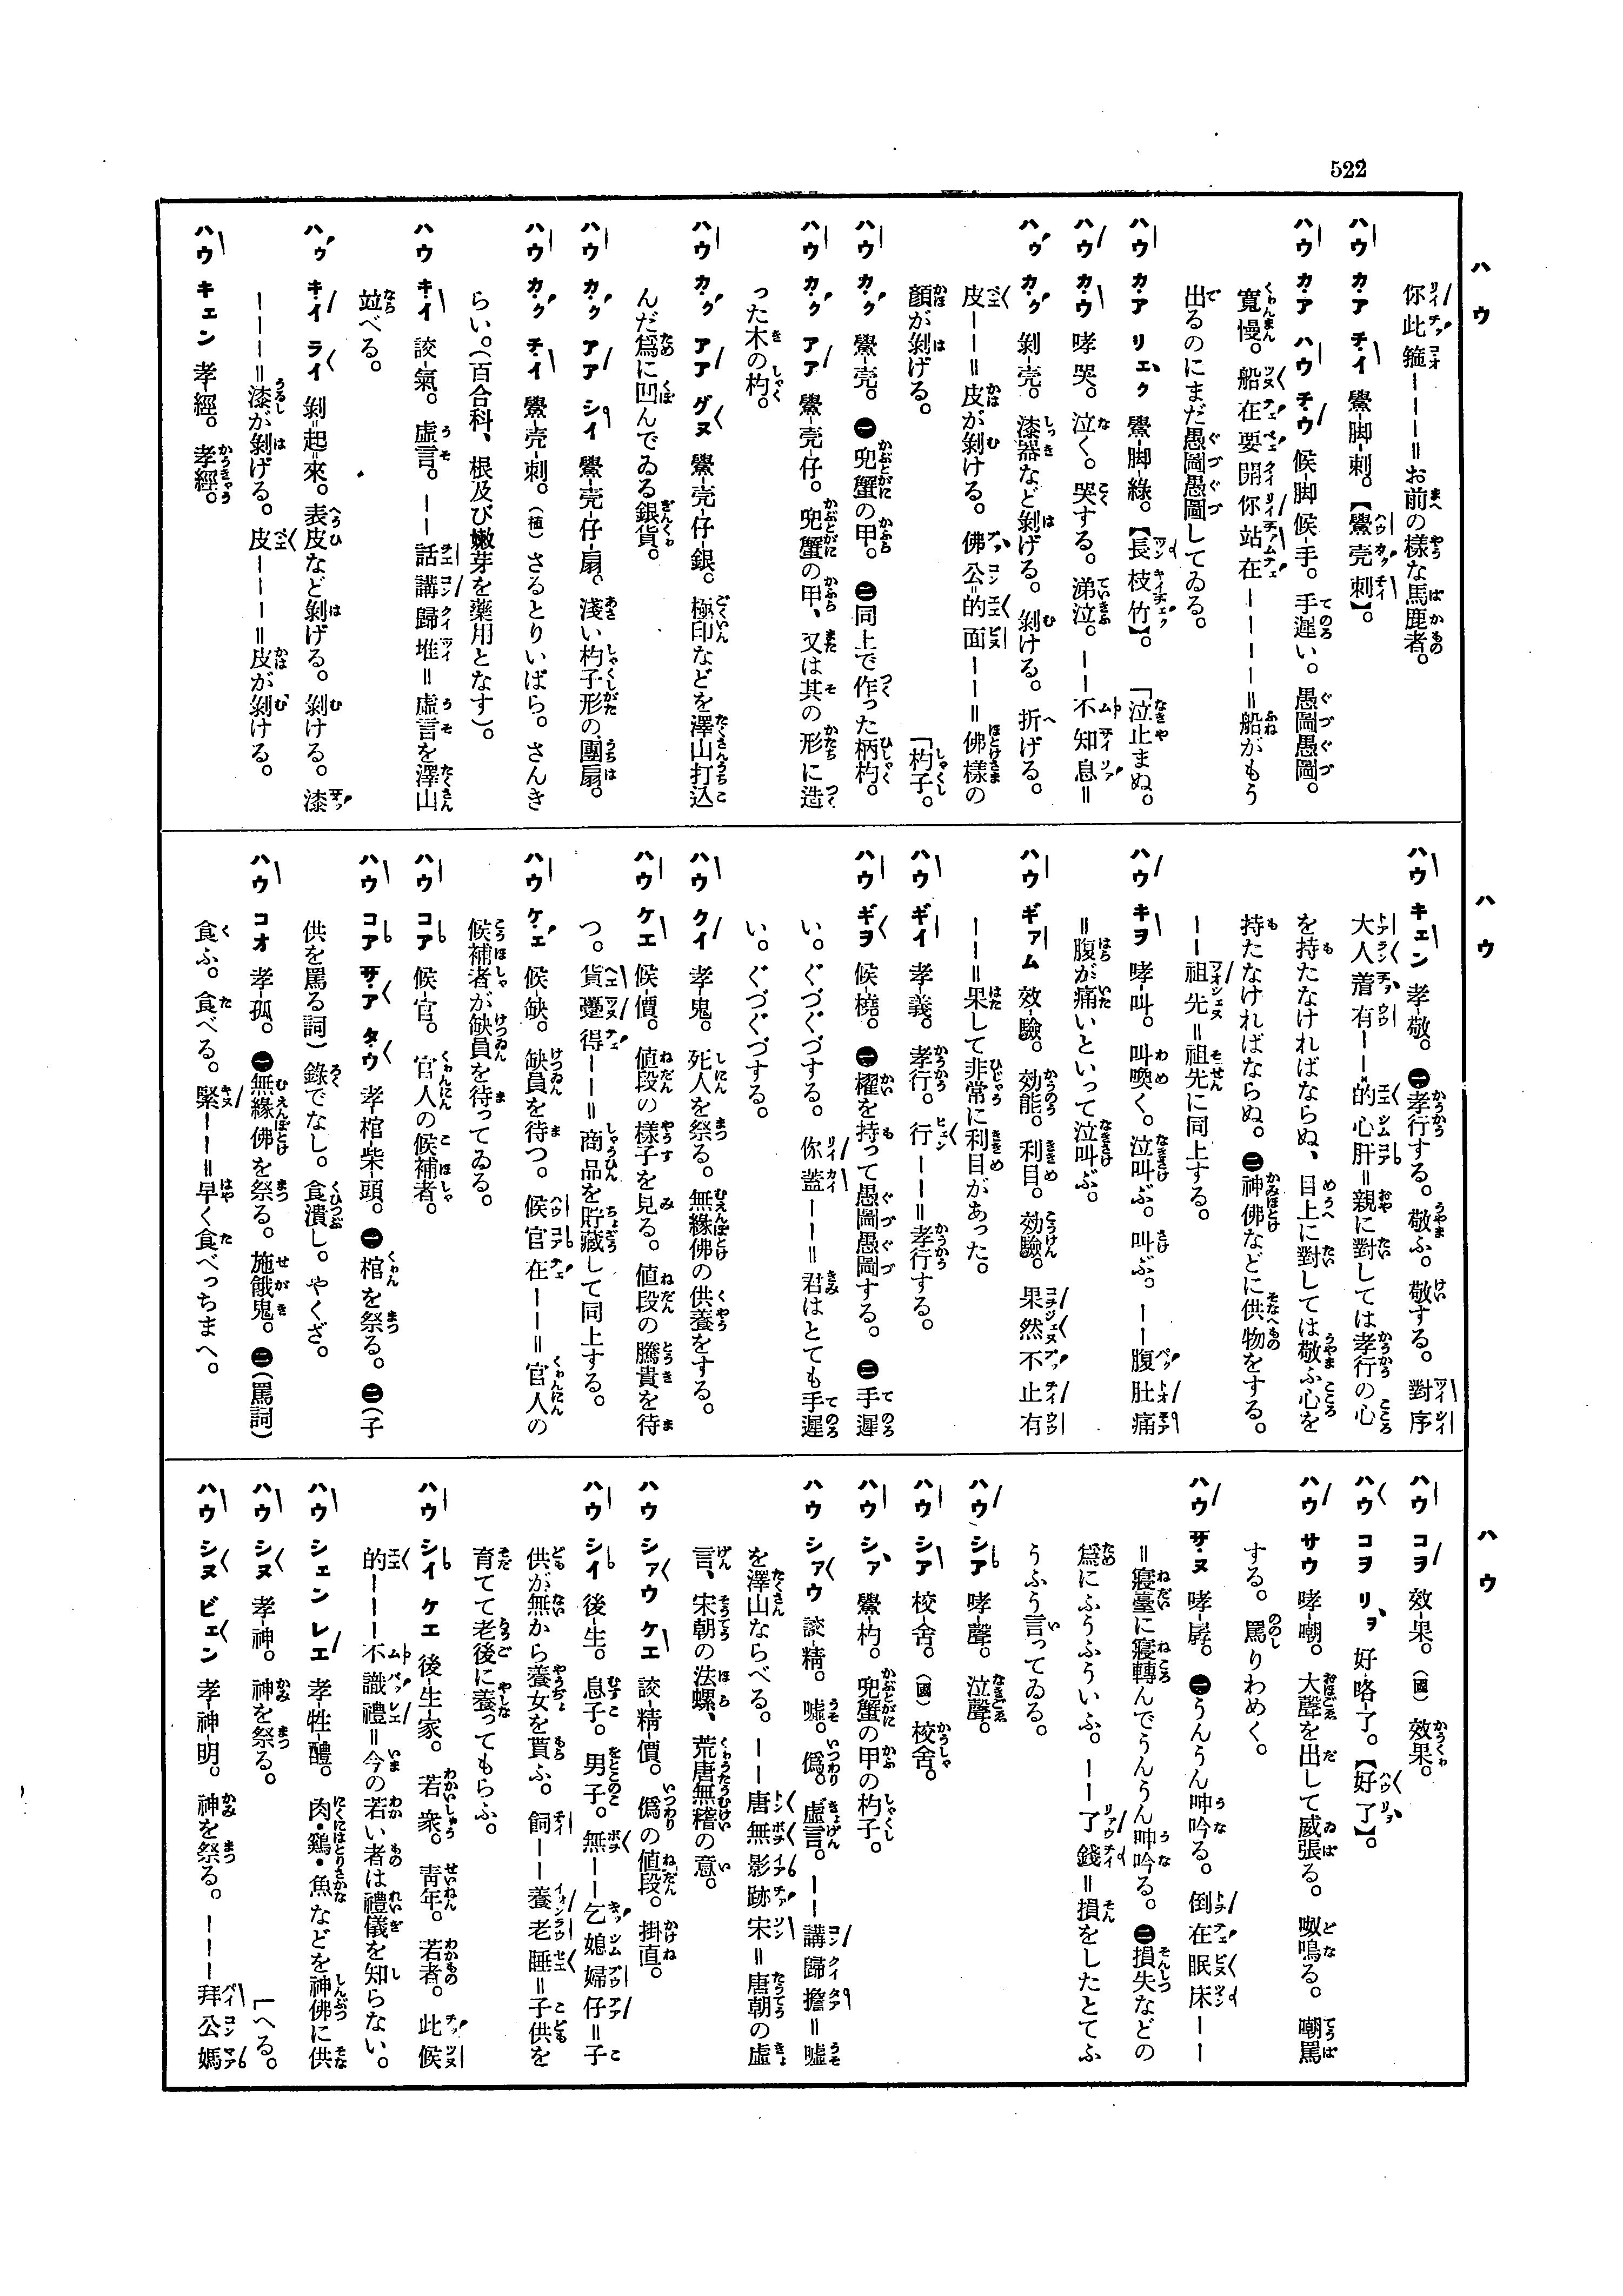 522
ハウ
你此箍ーーー＝お前の樣な馬鹿者。
ハウ カ・ア チ・イ 鱟-脚-刺。【鱟売刺】。
ハウ カ・ア ハウ チ・ウ 候-脚 候-手。手遲い。愚圖愚圖。
寬慢。船在要開你站在ーーーー＝船がもう
出るのにまだ愚圖愚圖してゐる。
ハウ カ・ア リェク 鱟-脚-綠。【長枝竹】。「泣止まぬ。
ハウ カ・ウ 哮哭。泣く。哭する。涕泣。ーー不知息＝
ハゥ カ・ク 剝-売。漆器など剝げる。剝ける。折げる。
皮ーー＝皮が剝ける。佛公=的面ーー＝佛樣の
顏が剝げる。「杓子。
ハウ カ・ク 鱟-売。㊀兜蟹の甲。㊁同上で作った柄杓。
ハウ カ・ク アア 鱟-売-仔。兜蟹の甲、又は其の形に造
った木の杓。
ハウ カ・ク アア グヌ 鱟-売-仔-銀。極印などを澤山打込
んだ爲に凹んでゐる銀貨。
ハウ カ・ク アア シイ 鱟-売-仔-扇。淺い杓子形の團扇。
ハウ カ・ク チ・イ 鱟-売-刺。(植)さるとりいばら。さんき
らい。(百合科、根及び嫩芽を藥用となす)。
ハウ キ・イ 詨-氣。虛言。ーー話講歸堆＝虛言を澤山
竝べる。
ハゥ キ・イ ライ 剝=起=來。表皮など剝げる。剝ける。漆
ーーー＝漆が剝げる。皮ーーー＝皮が剝ける。
ハウ キェン 孝-經。孝經。
ハウ
ハウ キェン 孝-敬。㊀孝行する。敬ふ。敬する。對序
大人着有ーー的心肝＝親に對しては孝行の心
を持たなければならぬ、目上に對しては敬ふ心を
持たなければならぬ。㊁神佛などに供物をする。
ーー祖先＝祖先に同上する。
ハウ キヲ 哮-叫。叫喚く。泣叫ぶ。叫ぶ。ーー腹肚痛
＝腹が痛いといって泣叫ぶ。
ハウ ギァム 效-驗。効能。利目。効驗。果然不止有
ーー＝果して非常に利目があった。
ハウ ギイ 孝-義。孝行。行ーー＝孝行する。
ハウ ギヲ 候-橈。㊀櫂を持って愚圖愚圖する。㊁手遲
い。ぐづぐづする。你蓋ーー＝君はとても手遲
い。ぐづぐづする。
ハウ クイ 孝-鬼。死人を祭る。無緣佛の供養をする。
ハウ ケエ 候-價。値段の樣子を見る。値段の騰貴を待
つ。貨躉得ーー＝商品を貯藏して同上する。
ハウ ケ・ェ 候-缺。缺員を待つ。候官在ーー＝官人の
候補者が缺員を待ってゐる。
ハウ コア 候-官。官人の候補者。
ハウ コア サ・ア タ・ウ 孝棺-柴-頭。㊀棺を祭る。㊁(子
供を罵る詞)錄でなし。食潰し。やくざ。
ハウ コオ 孝-孤。㊀無緣佛を祭る。施餓鬼。㊁(罵詞)
食ふ。食べる。緊ーー＝早く食べっちまへ。
ハウ
ハウ コヲ 效-果。(國)效果。
ハウ コヲ リヲ 好-咯-了。【好了】。
ハウ サウ 哮-嘲。大聲を出して威張る。呶鳴る。嘲罵
する。罵りわめく。
ハウ サ・ヌ 哮-㾾。㊀うんうん呻吟る。倒在眠床ーー
＝寢臺に寢轉んでうんうん呻吟る。㊁損失などの
爲にふうふういふ。ーー了錢＝損をしたとてふ
うふう言ってゐる。
ハウ シア 哮-聲。泣聲。
ハウ シア 校-舍。(國)校舍。
ハウ シァ 鱟-杓。兜蟹の甲の杓子。
ハウ シァウ 詨-精。噓。僞。虛言。ーー講歸擔＝噓
を澤山ならべる。ーー唐無影跡宋＝唐朝の虛
言、宋朝の法螺、荒唐無稽の意。
ハウ シァウ ケエ 詨-精-價。僞の値段。掛直。
ハウ シイ 後-生。息子。男子。無ーー乞媳婦仔＝子
供が無から養女を貰ふ。飼ーー養老睡＝子供を
育てて老後に養ってもらふ。
ハウ シイ ケエ 後-生-家。若衆。靑年。若者。此候
的ーーー不識禮＝今の若い者は禮儀を知らない。
ハウ シェン レエ 孝-牲-醴。肉・鷄・魚などを神佛に供
「へる。
ハウ シヌ 孝-神。神を祭る。
ハウ シヌ ビェン 孝-神-明。神を祭る。ーーー拜公媽